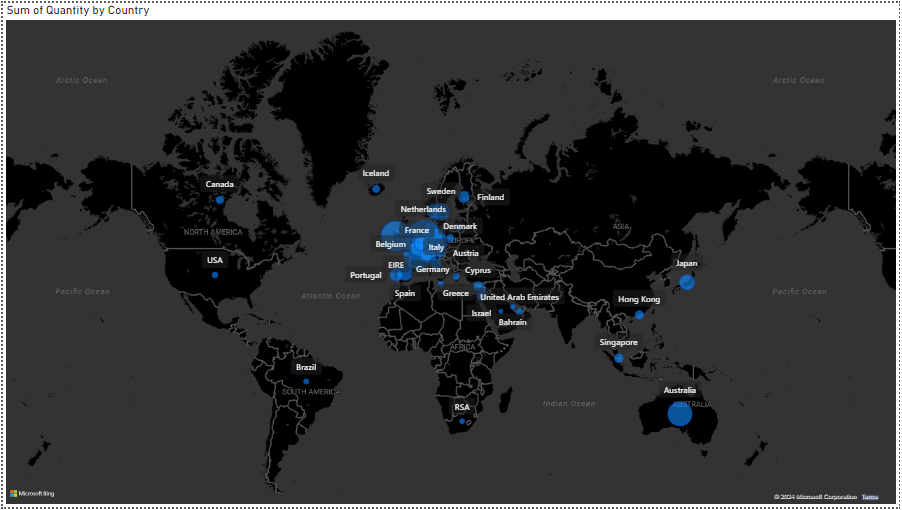 Sum of Quantity by Country
Arctic Ocean
Arctic Ocean
Iceland
Canada
Sweden
Finland
Netherlands
NORTH AMERICA
France
Denmark
ASIA
EUROPE
Belgium
Italy
Austria
USA
EIRE
Germany
Cyprus
Japan
Portugal
Pacific Ocean
Atlantic Ocean
Spain
Greece
United Arab Emirates
Hong Kong
Pacific Ocean
Israel
Bahrain
Singapore
AFRICA
Brazil
SOUTH AMERICA
Australia
AUSTRALIA
Indian Ocean
RSA
Microsoft Bing
© 2024 Microsoft Corporation Terms